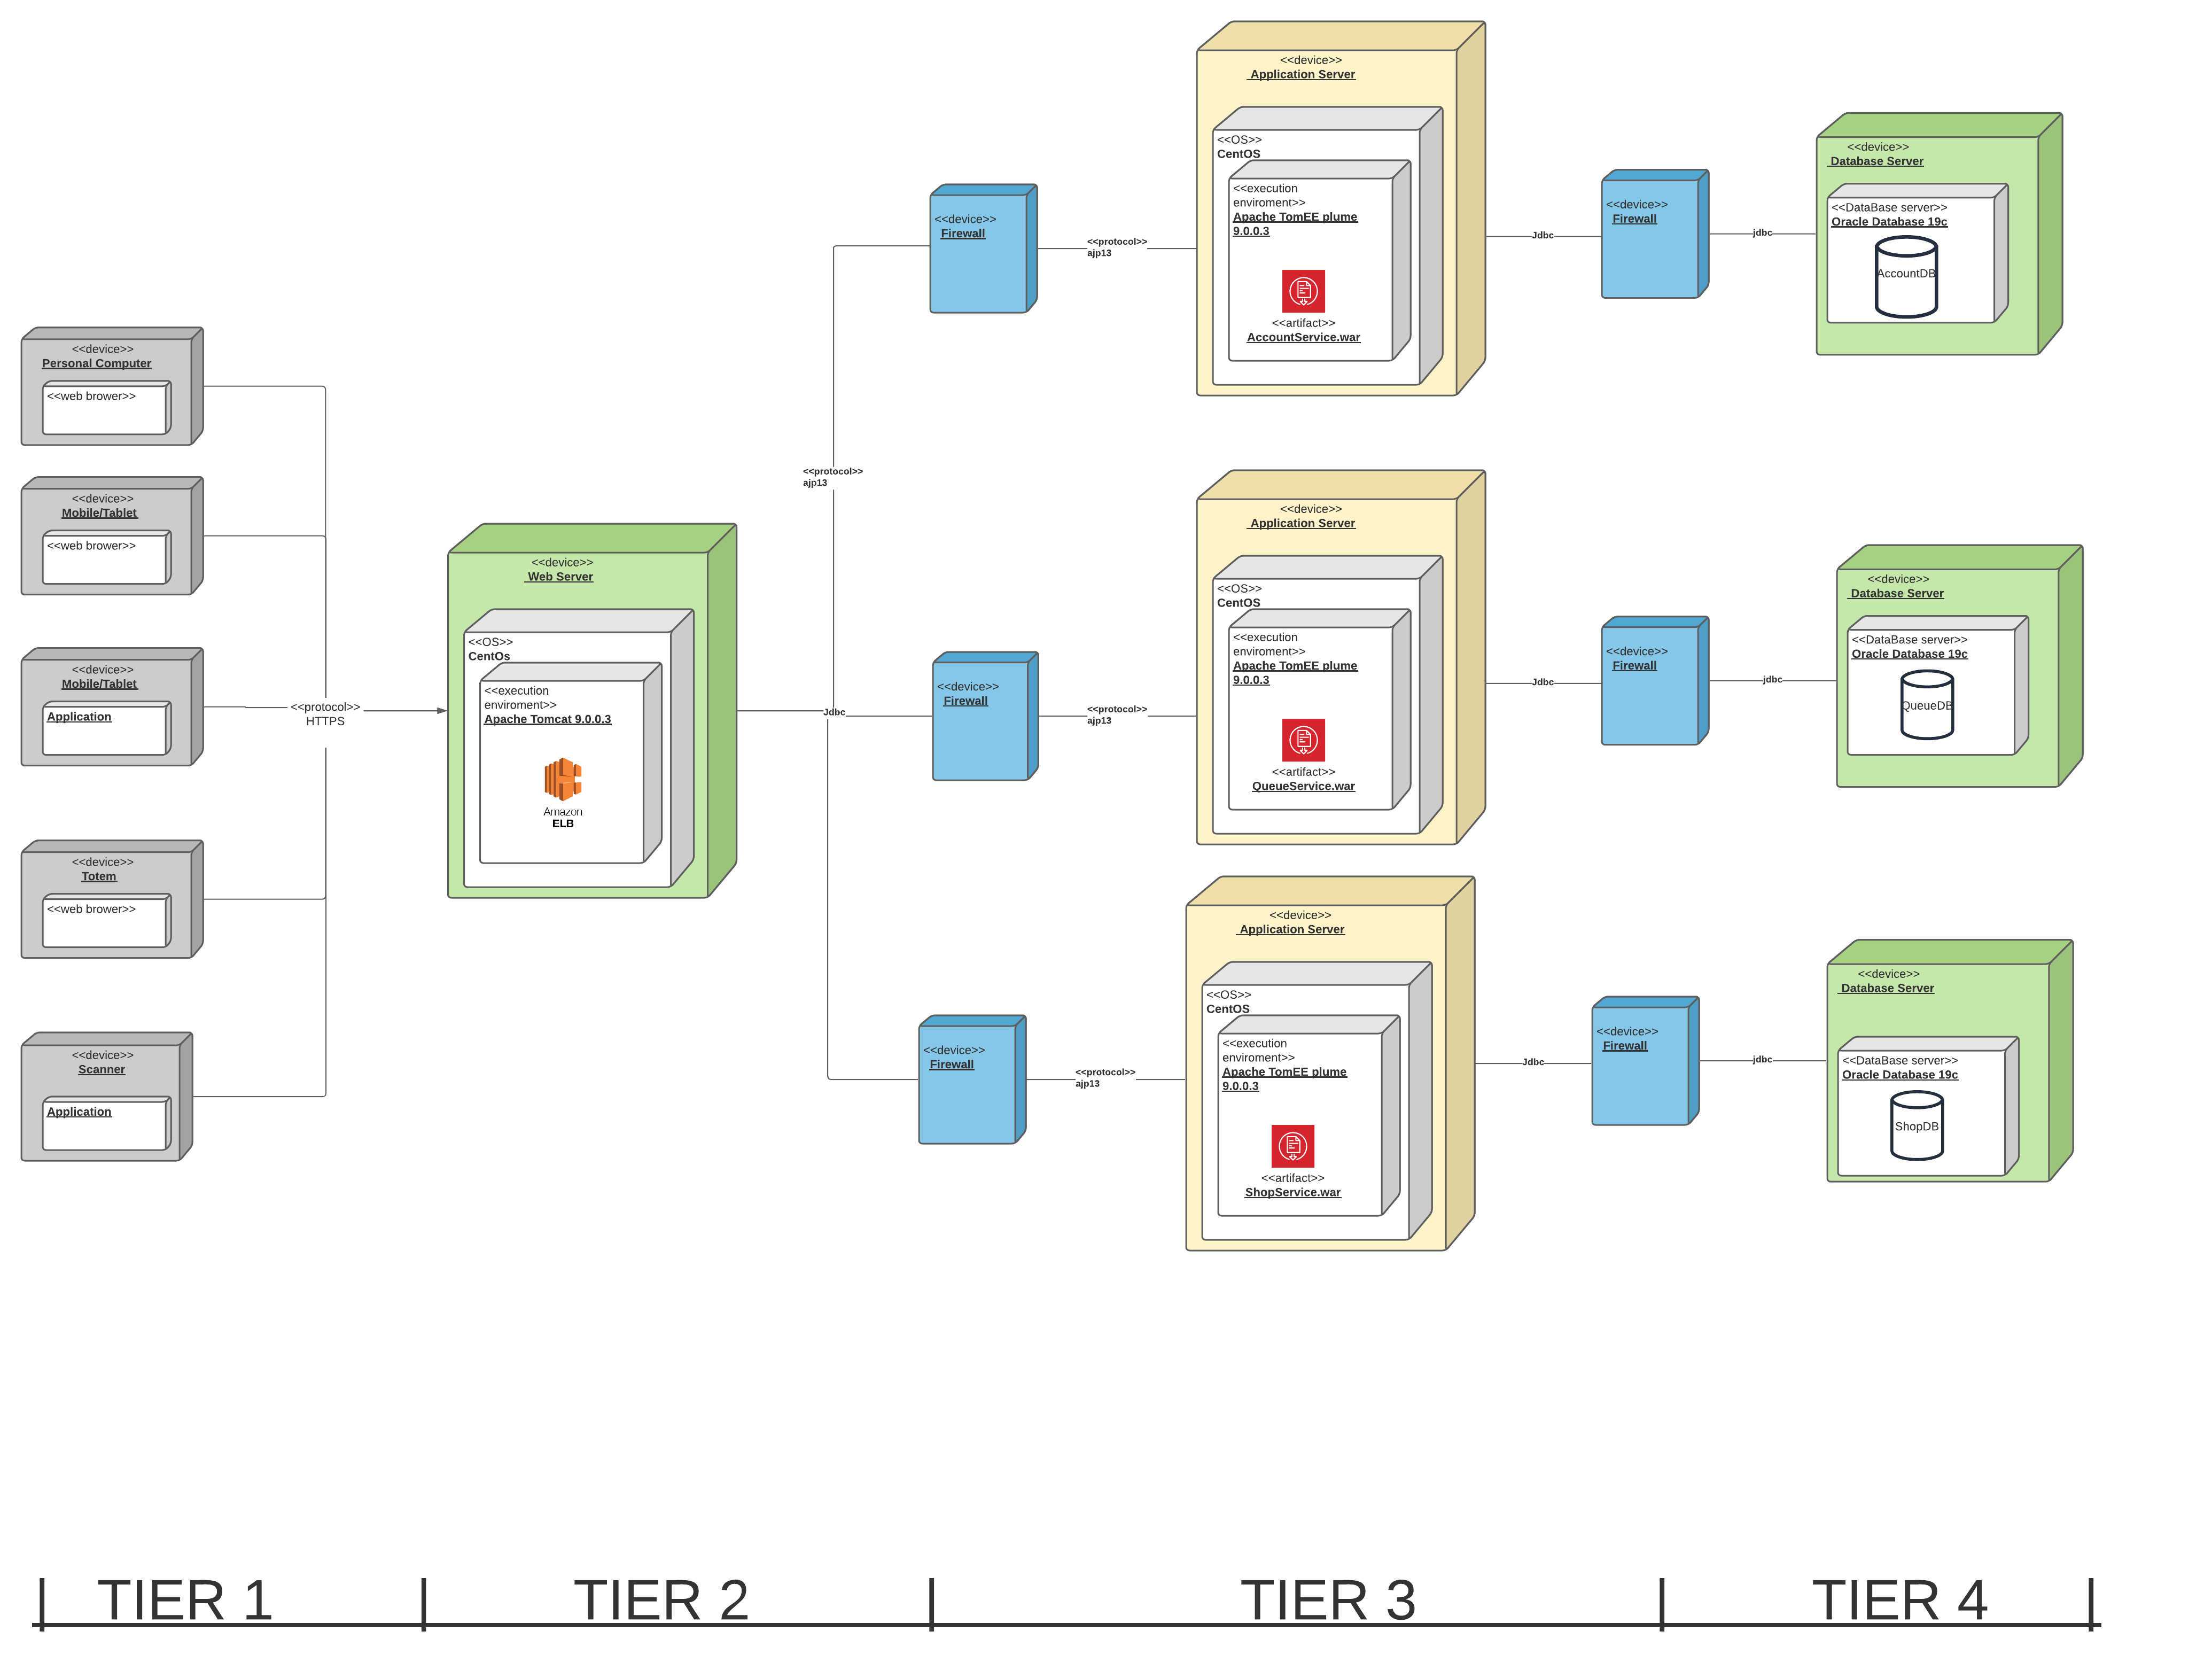 <<device>>
Personal Computer
<<web brower>>
<<device>>
Mobile/Tablet
<<web brower>>
<<device>>
Mobile/Tablet
Application
<<device>>
Totem
<<web brower>>
<<device>>
Scanner
Application
<<protocol>>
HTTPS
<<device>>
Web Server
<<OS>>
CentOs
<<execution
enviroment>>
Apache Tomcat 9.0.0.3
Amazon
ELB
<<protocol>>
ajp13
Jdbc
<<device>>
Firewall
<<protocol>>
ajp13
<<device>>
Application Server
<<OS>>
CentOS
<<execution
enviroment>>
Apache TomEE plume
9.0.0.3
<<artifact>>
AccountService.war
Jdbc
<<device>>
Firewall
jdbc
<<device>>
Database Server
<<DataBase server>>
Oracle Database 19c
AccountDB
<<device>>
Firewall
<<protocol>>
ajp13
<<device>>
Application Server
<<OS>>
CentOS
<<execution
enviroment>>
Apache TomEE plume
9.0.0.3
<<artifact>>
QueueService.war
Jdbc
<<device>>
Firewall
jdbc
<<device>>
Database Server
<<DataBase server>>
Oracle Database 19c
QueueDB
<<device>>
Firewall
<<protocol>>
ajp13
<<device>>
Application Server
<<OS>>
CentOS
<<execution
enviroment>>
Apache TomEE plume
9.0.0.3
<<artifact>>
ShopService.war
Jdbc
<<device>>
Firewall
jdbc
<<device>>
Database Server
<<DataBase server>>
Oracle Database 19c
ShopDB
TIER 1
TIER 2
TIER 3
TIER 4